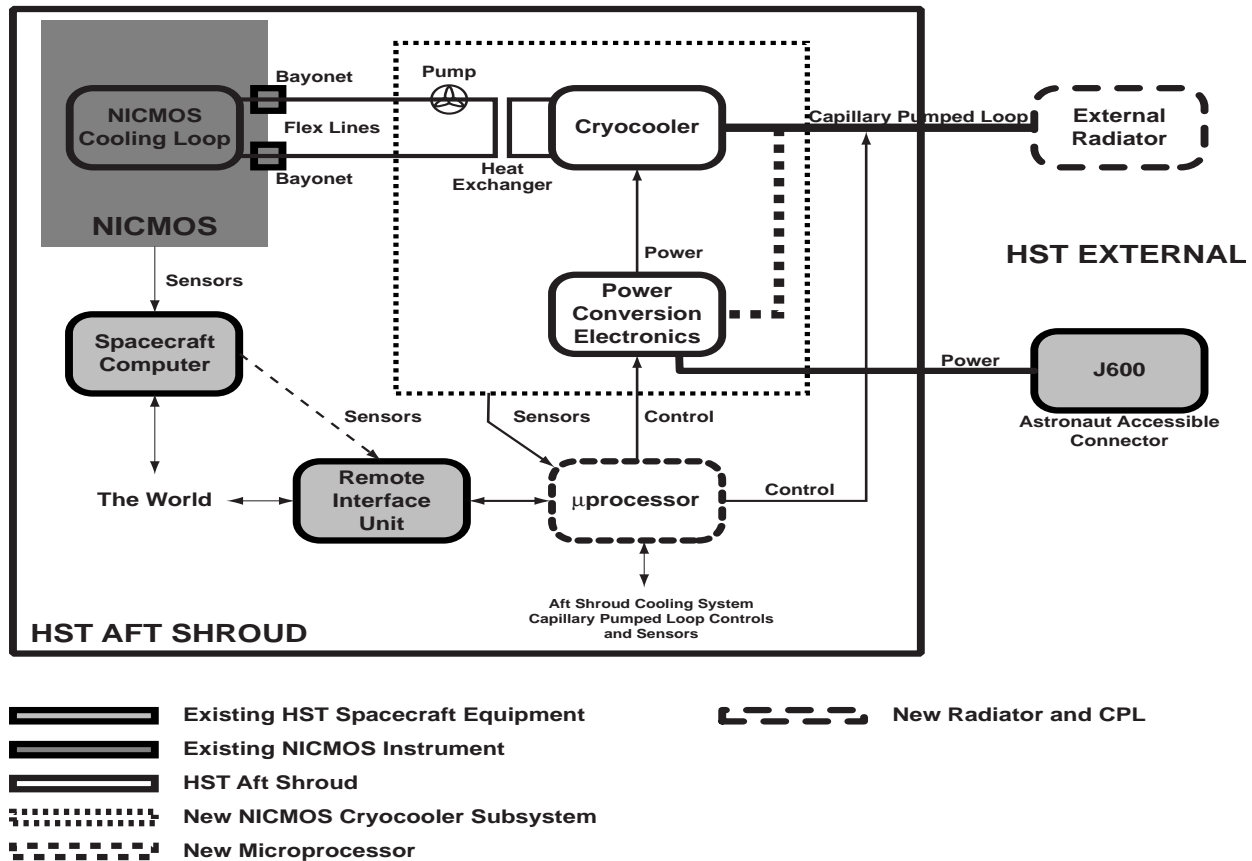 Bayonet
Pump
NICMOS
Cooling Loop
Flex Lines
Cryocooler
Capillary Pumped Loop
External
Radiator
Bayonet
Heat
Exchanger
NICMOS
Sensors
Power
HST EXTERNAL
Power
Conversion
Electronics
Spacecraft
Computer
Power
J600
Astronaut Accessible
Connector
Sensors
Sensors
Control
The World
Remote
Interface
Unit
μprocessor
Control
Aft Shroud Cooling System
Capillary Pumped Loop Controls
and Sensors
HST AFT SHROUD
Existing HST Spacecraft Equipment
New Radiator and CPL
Existing NICMOS Instrument
HST Aft Shroud
New NICMOS Cryocooler Subsystem
New Microprocessor